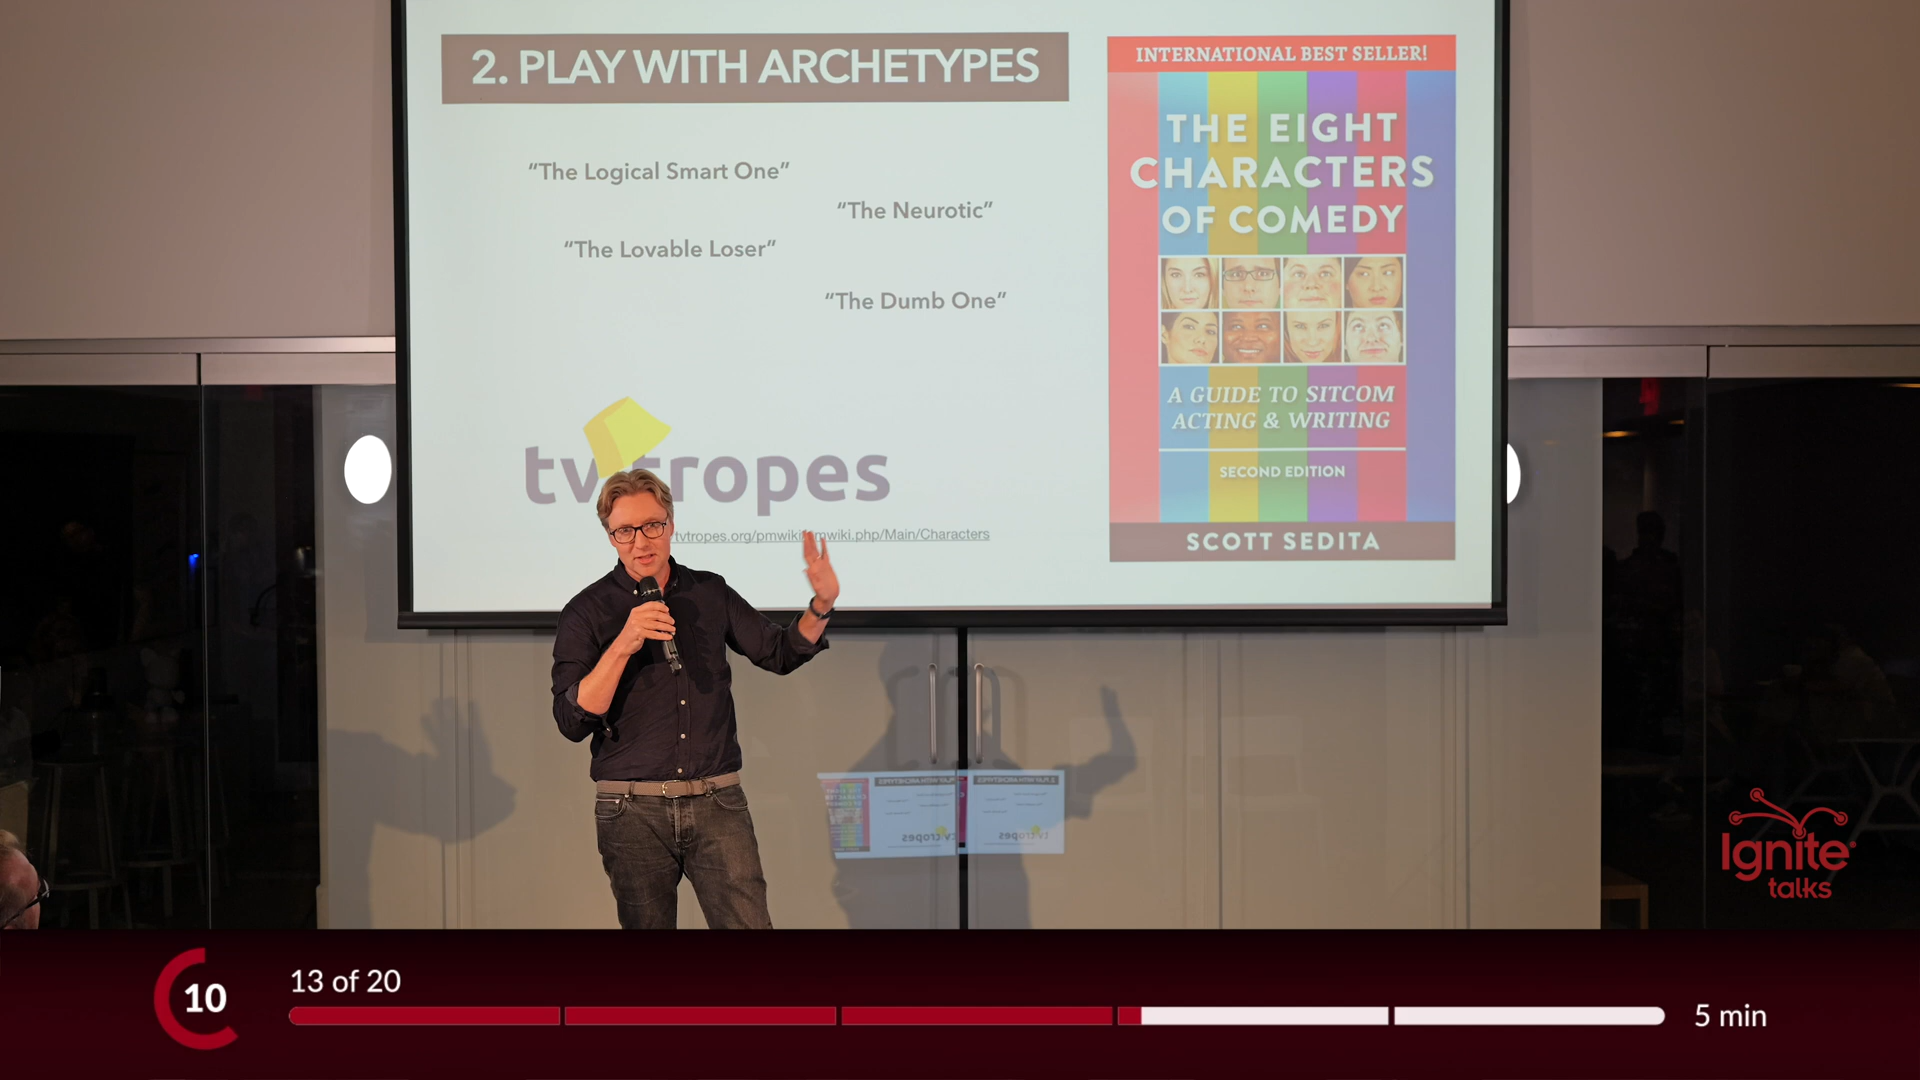 2. PLAY WITH ARCHETYPES
“The Logical Smart One”
“The Neurotic”
“The Lovable Loser”
“The Dumb One”
tvtropes
tvtropes.org/pmwiki/pmwiki.php/Main/Characters
INTERNATIONAL BEST SELLER!
THE EIGHT
CHARACTERS
OF COMEDY
A GUIDE TO SITCOM
ACTING & WRITING
SECOND EDITION
SCOTT SEDITA
Ignite
talks
10
13 of 20
5 min